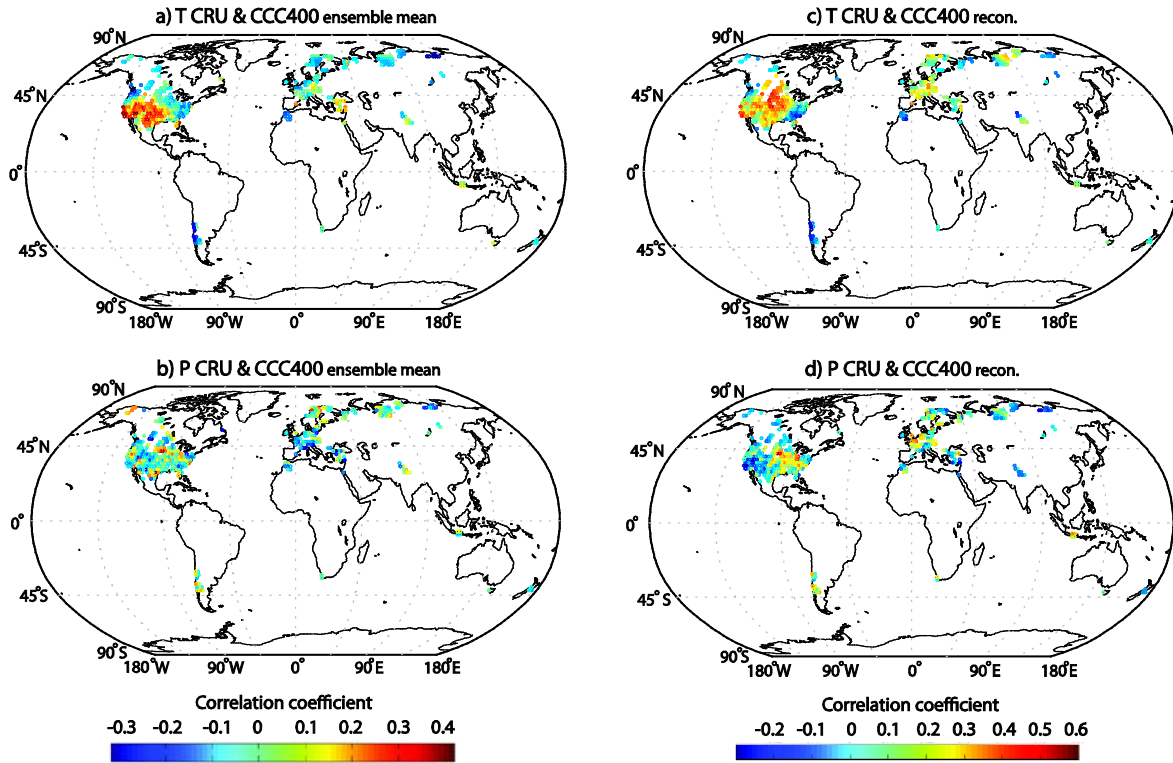 a) T CRU & CCC400 ensemble mean
90°N
45°N
0°
45°S
90°S
180°W 90°W 0° 90°E 180°E
c) T CRU & CCC400 recon.
90°N
45°N
0°
45°S
90°S
180°W 90°W 0° 90°E 180°E
b) P CRU & CCC400 ensemble mean
90°N
45°N
0°
45°S
90°S
180°W 90°W 0° 90°E 180°E
Correlation coefficient
-0.3 -0.2 -0.1 0 0.1 0.2 0.3 0.4
d) P CRU & CCC400 recon.
90°N
45°N
0°
45°S
90°S
180°W 90°W 0° 90°E 180°E
Correlation coefficient
-0.2 -0.1 0 0.1 0.2 0.3 0.4 0.5 0.6